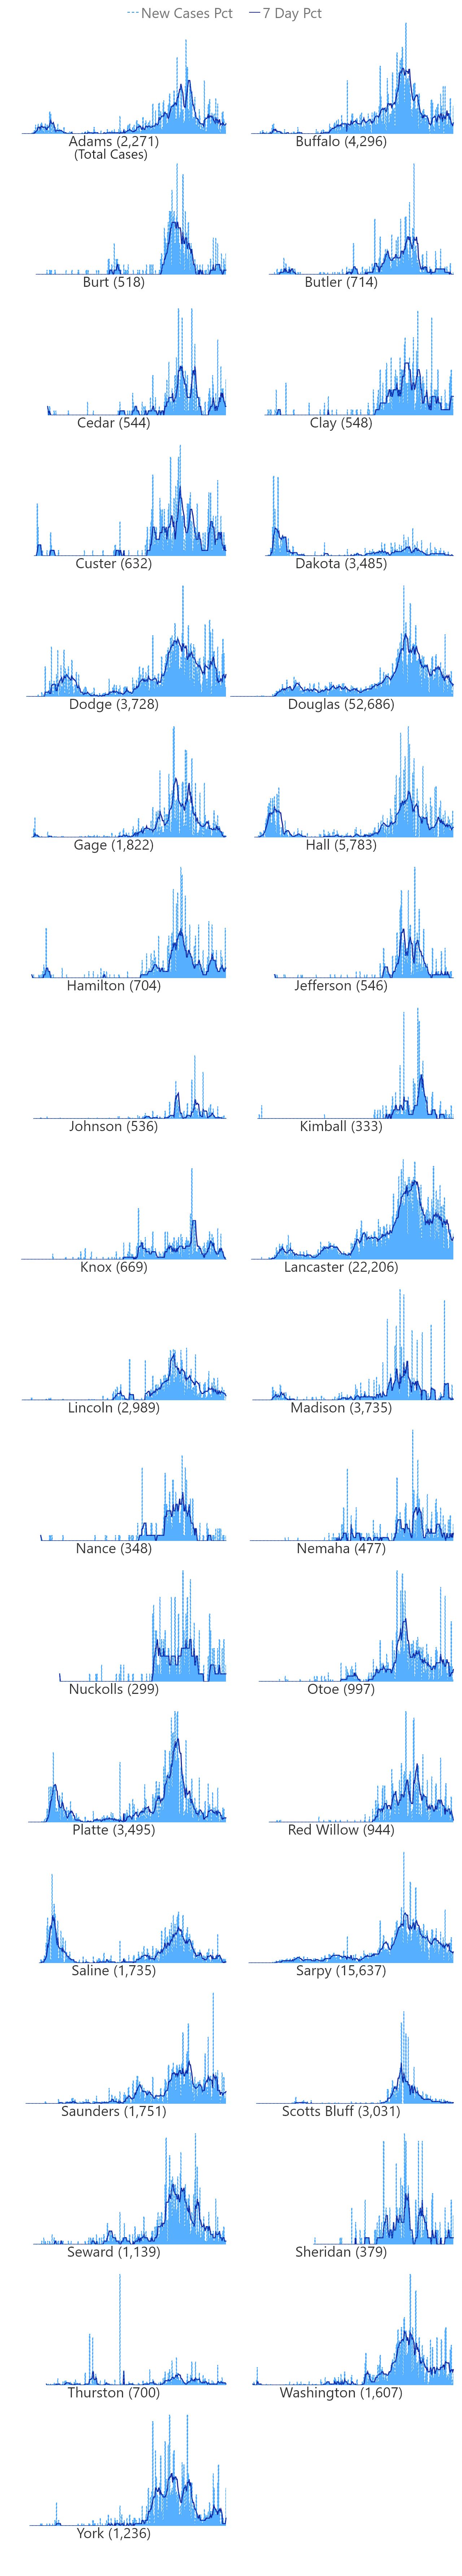 New Cases Pct 7 Day Pct
Adams (2,271) Buffalo (4,296)
(Total Cases)
Burt (518) Butler (714)
Cedar (544) Clay (548)
Custer (632) Dakota (3,485)
Dodge (3,728) Douglas (52,686)
Gage (1,822) Hall (5,783)
Hamilton (704) Jefferson (546)
Johnson (536) Kimball (333)
Knox (669) Lancaster (22,206)
Lincoln (2,989) Madison (3,735)
Nance (348) Nemaha (477)
Nuckolls (299) Otoe (997)
Platte (3,495) Red Willow (944)
Saline (1,735) Sarpy (15,637)
Saunders (1,751) Scotts Bluff (3,031)
Seward (1,139) Sheridan (379)
Thurston (700) Washington (1,607)
York (1,236)